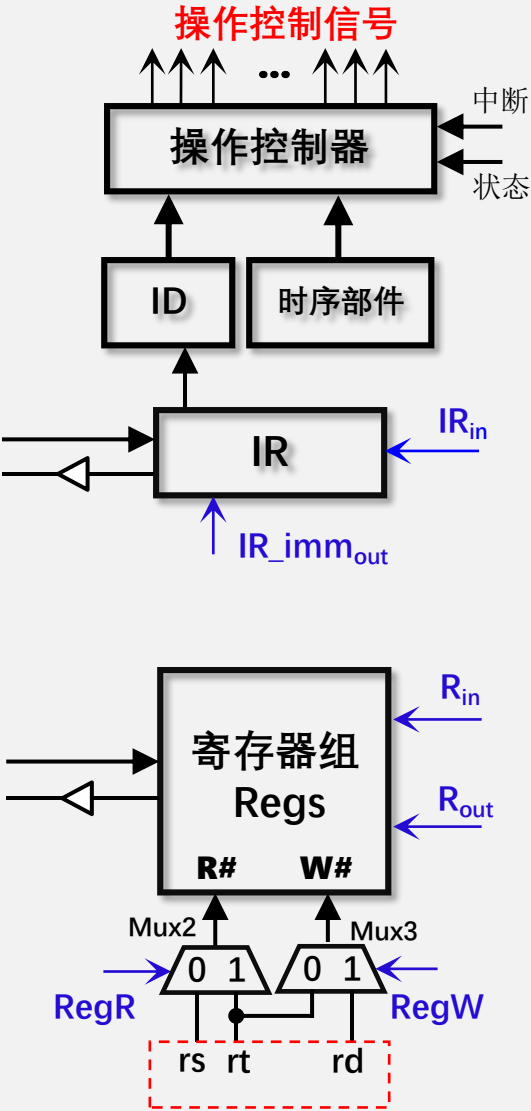 操作控制信号
...
操作控制器
中断
状态
ID
时序部件
IR
IRin
IR_immout
寄存器组
Regs
Rin
Rout
R# W#
Mux2
Mux3
0 1
0 1
RegR
RegW
rs rt rd